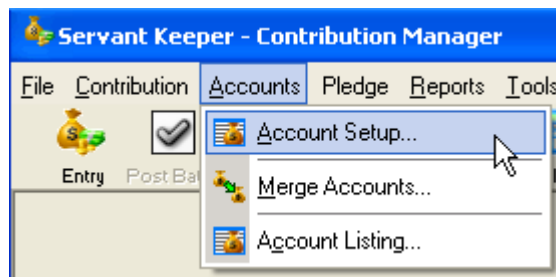 Servant Keeper - Contribution Manager
File Contribution Accounts Pledge Reports Tools
Account Setup...
Entry Post Bat
Merge Accounts...
Account Listing...